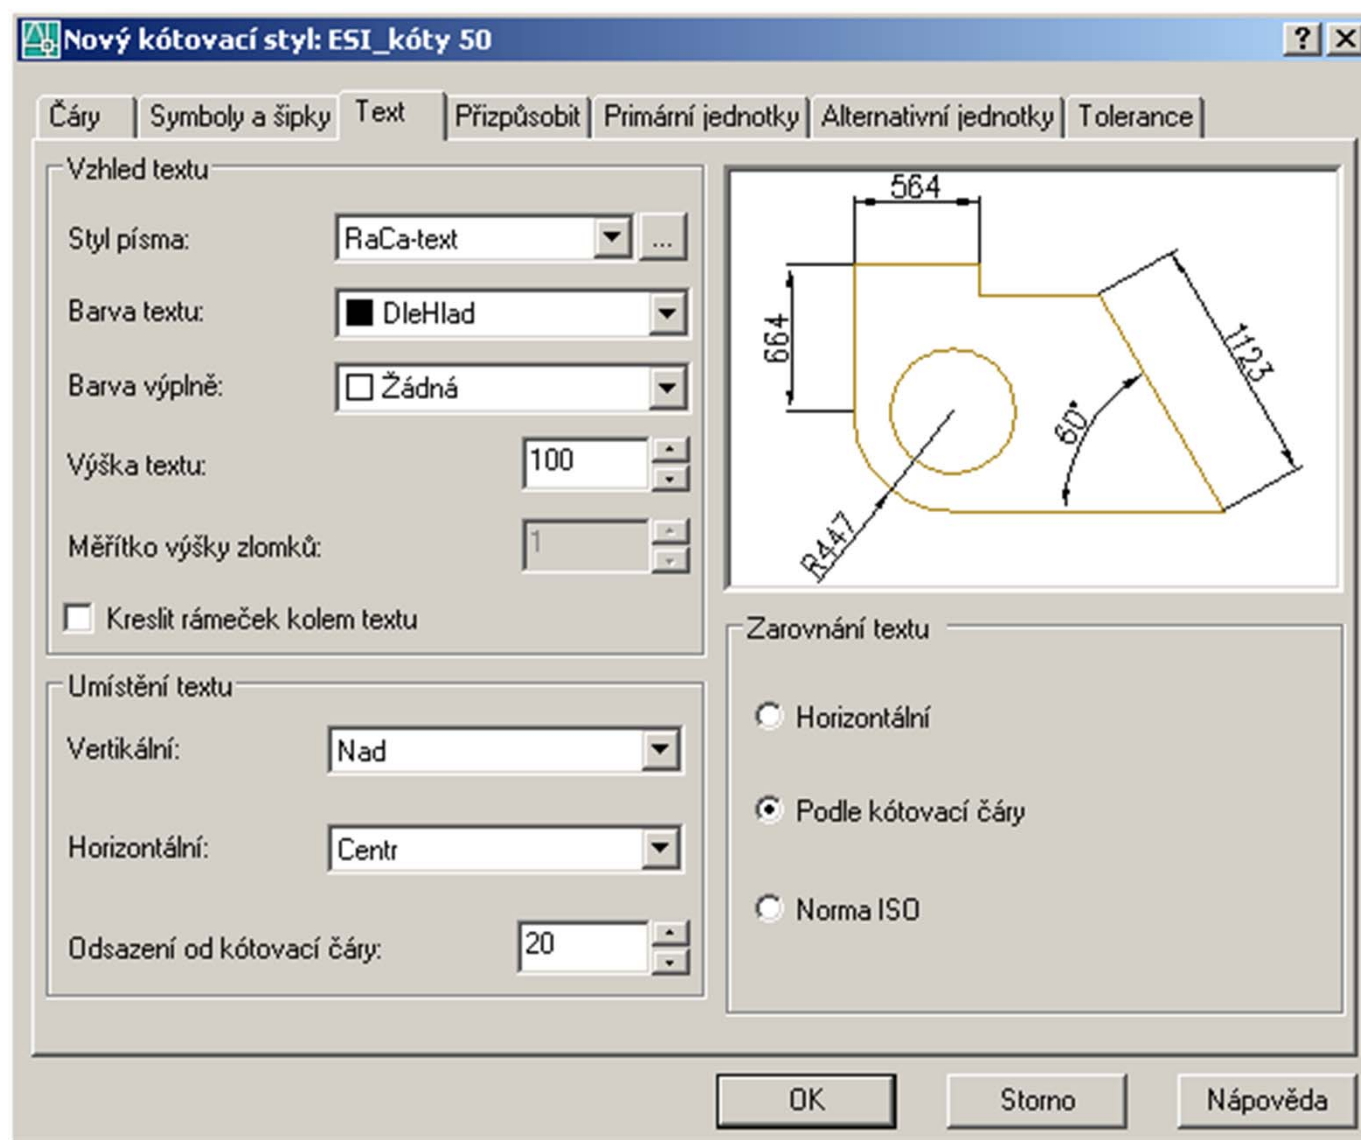 Nový kótovací styl: ESI_kóty 50
Čáry Symboly a šipky Text Přizpůsobit Primární jednotky Alternativní jednotky Tolerance
Vzhled textu
Styl písma: RaCa-text ...
Barva textu: DleHlad
Barva výplně: Žádná
Výška textu: 100
Měřítko výšky zlomků: 1
Kreslit rámeček kolem textu
Umístění textu
Vertikální: Nad
Horizontální: Centr
Odsazení od kótovací čáry: 20
564
664
1123
60°
R447
Zarovnání textu
Horizontální
Podle kótovací čáry
Norma ISO
OK Storno Nápověda